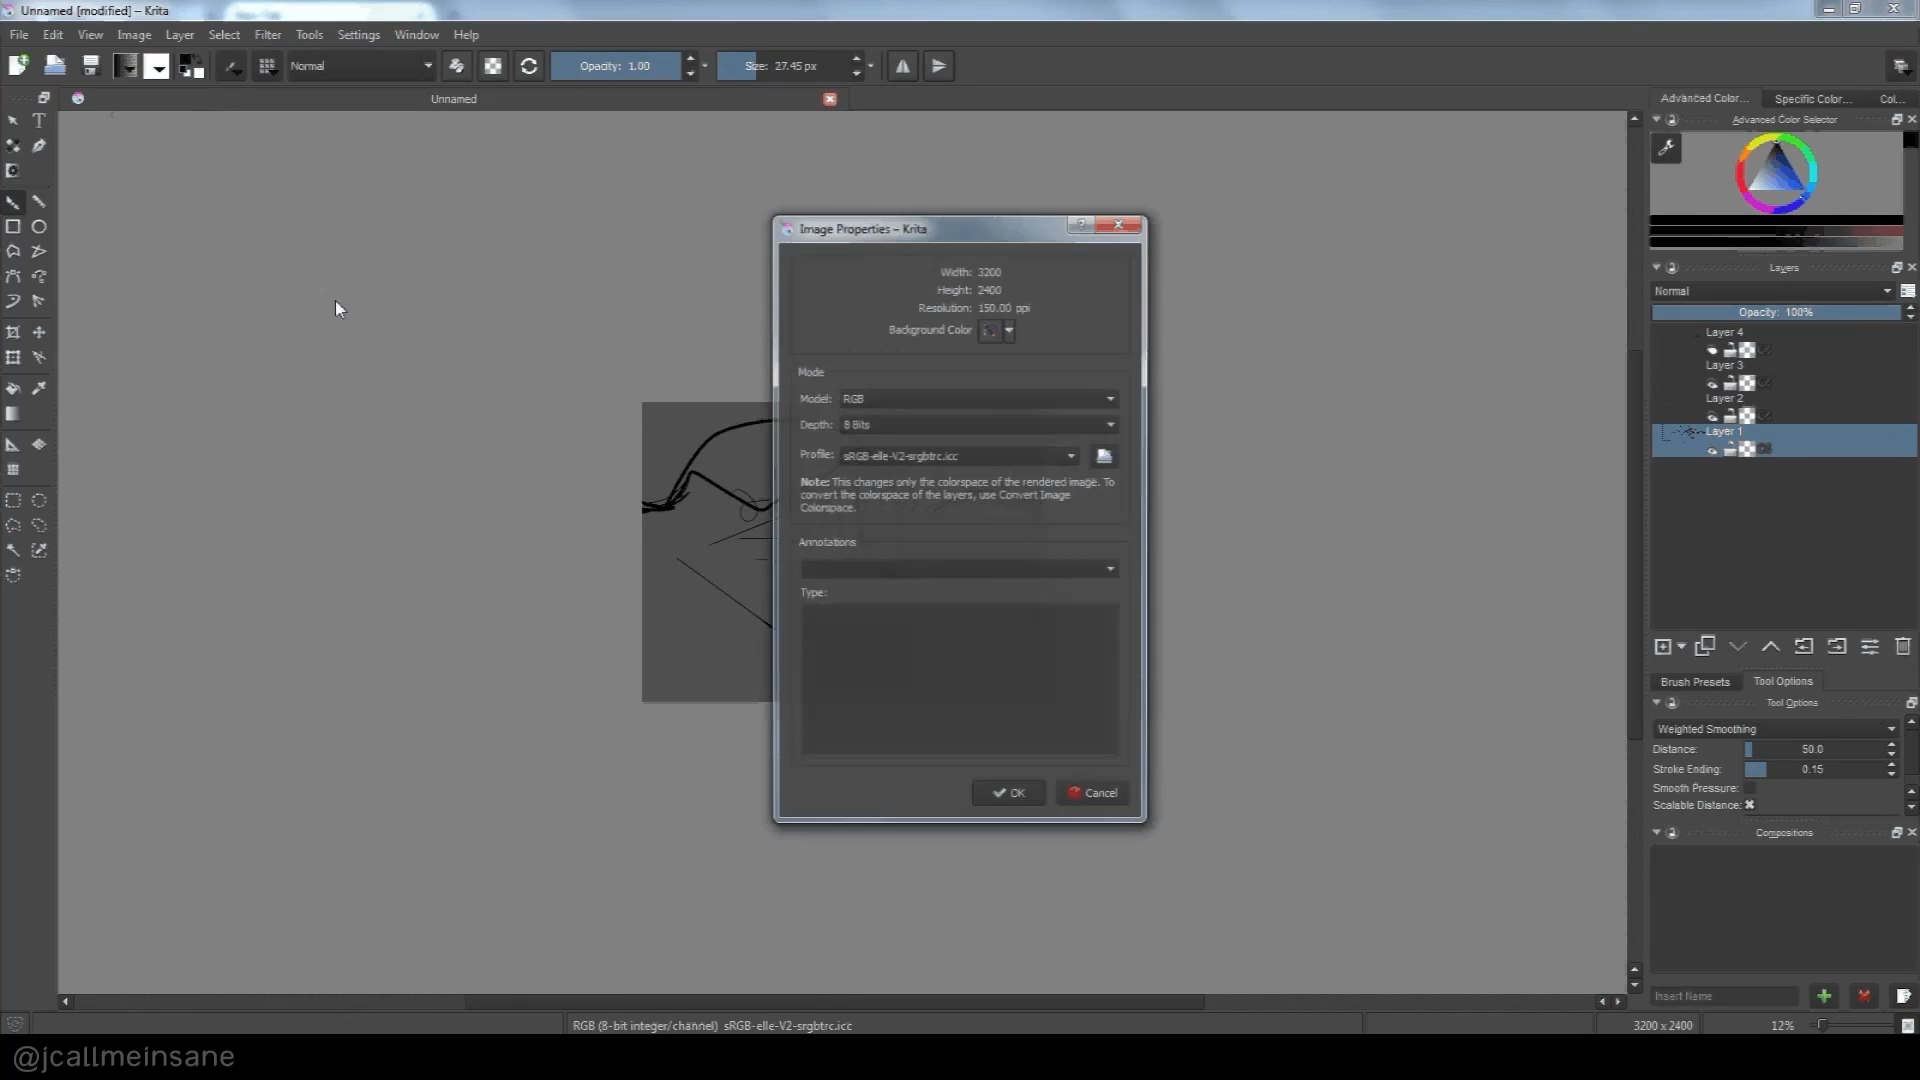 Unnamed [modified] – Krita
File Edit View Image Layer Select Filter Tools Settings Window Help
Normal Opacity: 1.00 Size: 27.45 px
Unnamed
Advanced Color... Specific Color... Col...
Advanced Color Selector
Layers
Normal
Opacity: 100%
Layer 4
Layer 3
Layer 2
Layer 1
Brush Presets Tool Options
Tool Options
Weighted Smoothing
Distance: 50.0
Stroke Ending: 0.15
Smooth Pressure:
Scalable Distance:
Compositions
Insert Name
Image Properties – Krita
Width: 3200
Height: 2400
Resolution: 150.00 ppi
Background Color
Mode
Model: RGB
Depth: 8 Bits
Profile: sRGB-elle-V2-srgbtrc.icc
Note: This changes only the colorspace of the rendered image. To
convert the colorspace of the layers, use Convert Image
Colorspace.
Annotations
Type:
OK Cancel
RGB (8-bit integer/channel) sRGB-elle-V2-srgbtrc.icc
3200 x 2400 12%
@jcallmeinsane